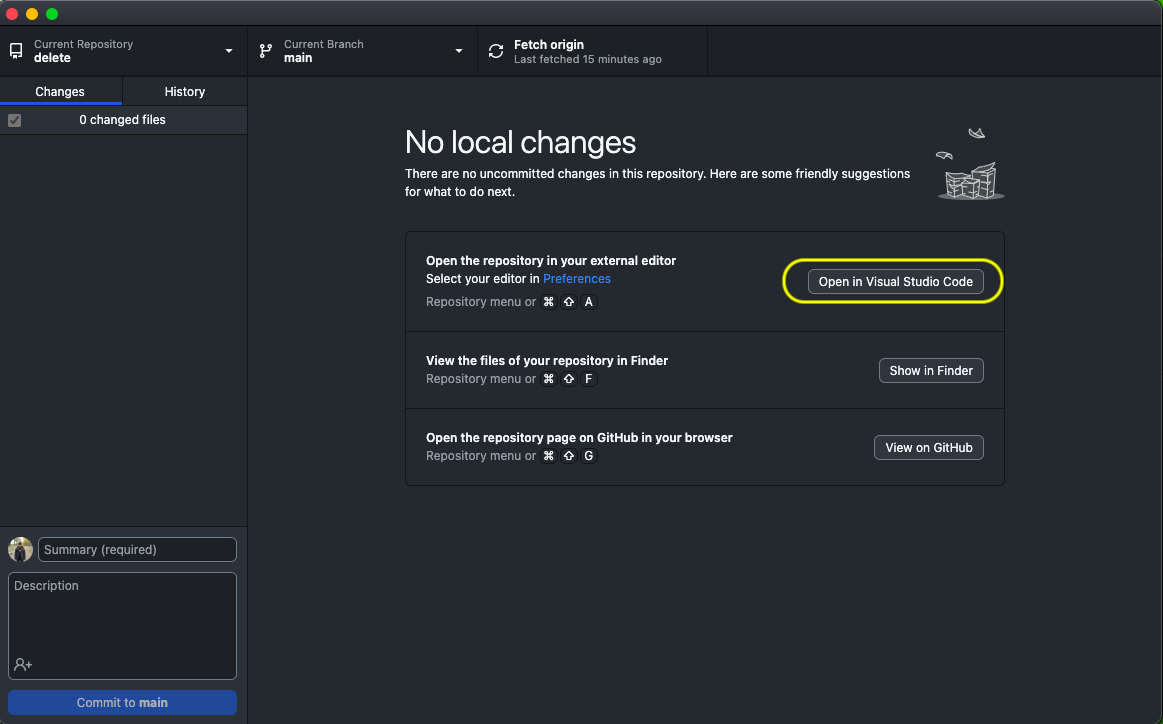 Current Repository
delete
Current Branch
main
Fetch origin
Last fetched 15 minutes ago
Changes
History
0 changed files
No local changes
There are no uncommitted changes in this repository. Here are some friendly suggestions
for what to do next.
Open the repository in your external editor
Select your editor in Preferences
Repository menu or ⌘ ⇧ A
Open in Visual Studio Code
View the files of your repository in Finder
Repository menu or ⌘ ⇧ F
Show in Finder
Open the repository page on GitHub in your browser
Repository menu or ⌘ ⇧ G
View on GitHub
Summary (required)
Description
Commit to main